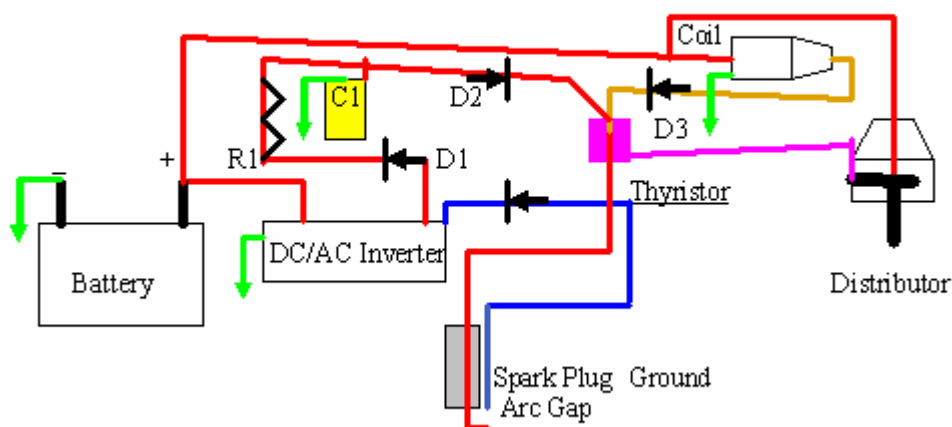 Coil
C1
D2
D3
+
R1
D1
-
Thyristor
DC/AC Inverter
Battery
Distributor
Spark Plug Ground
Arc Gap